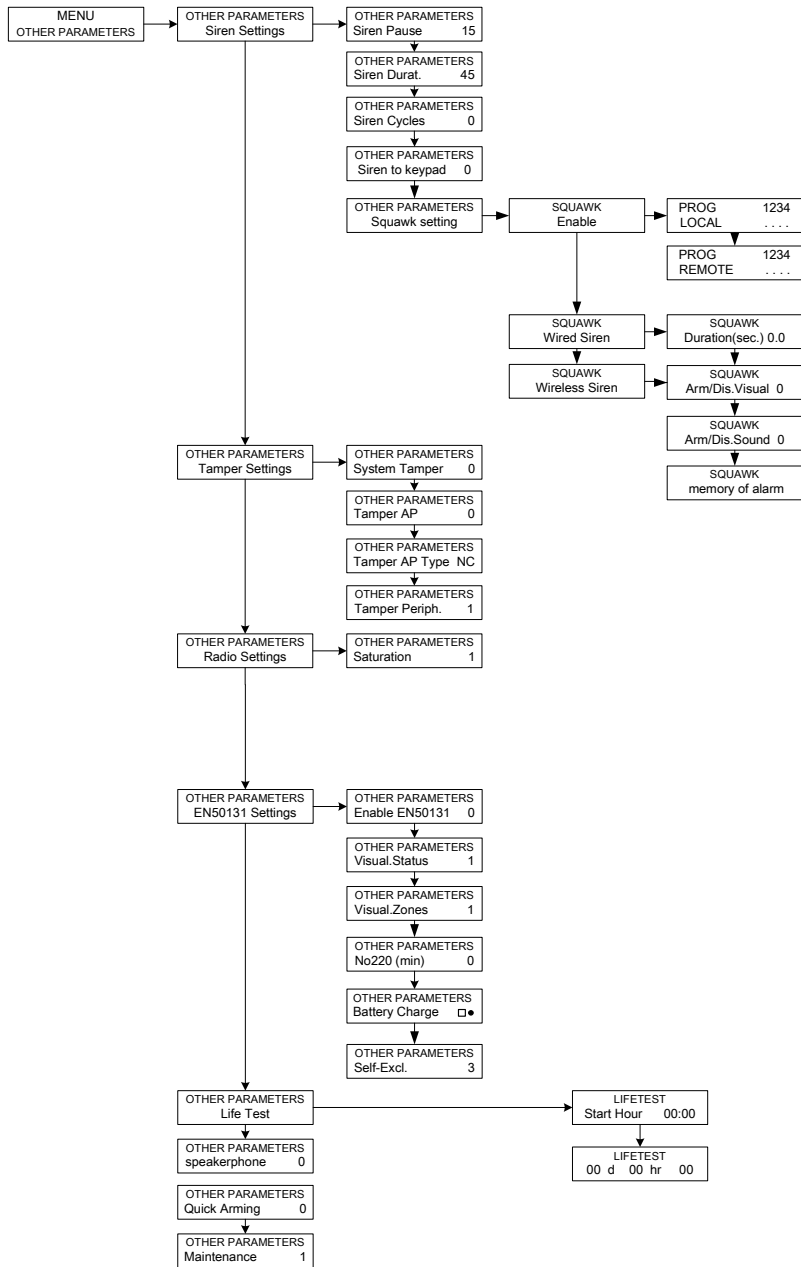 MENU
OTHER PARAMETERS
OTHER PARAMETERS
Siren Settings
OTHER PARAMETERS
Siren Pause 15
OTHER PARAMETERS
Siren Durat. 45
OTHER PARAMETERS
Siren Cycles 0
OTHER PARAMETERS
Siren to keypad 0
OTHER PARAMETERS
Squawk setting
SQUAWK
Enable
PROG 1234
LOCAL . . . .
PROG 1234
REMOTE . . . .
SQUAWK
Wired Siren
SQUAWK
Duration(sec.) 0.0
SQUAWK
Wireless Siren
SQUAWK
Arm/Dis.Visual 0
SQUAWK
Arm/Dis.Sound 0
SQUAWK
memory of alarm
OTHER PARAMETERS
Tamper Settings
OTHER PARAMETERS
System Tamper 0
OTHER PARAMETERS
Tamper AP 0
OTHER PARAMETERS
Tamper AP Type NC
OTHER PARAMETERS
Tamper Periph. 1
OTHER PARAMETERS
Radio Settings
OTHER PARAMETERS
Saturation 1
OTHER PARAMETERS
EN50131 Settings
OTHER PARAMETERS
Enable EN50131 0
OTHER PARAMETERS
Visual.Status 1
OTHER PARAMETERS
Visual.Zones 1
OTHER PARAMETERS
No220 (min) 0
OTHER PARAMETERS
Battery Charge □●
OTHER PARAMETERS
Self-Excl. 3
OTHER PARAMETERS
Life Test
LIFETEST
Start Hour 00:00
LIFETEST
00 d 00 hr 00
OTHER PARAMETERS
speakerphone 0
OTHER PARAMETERS
Quick Arming 0
OTHER PARAMETERS
Maintenance 1